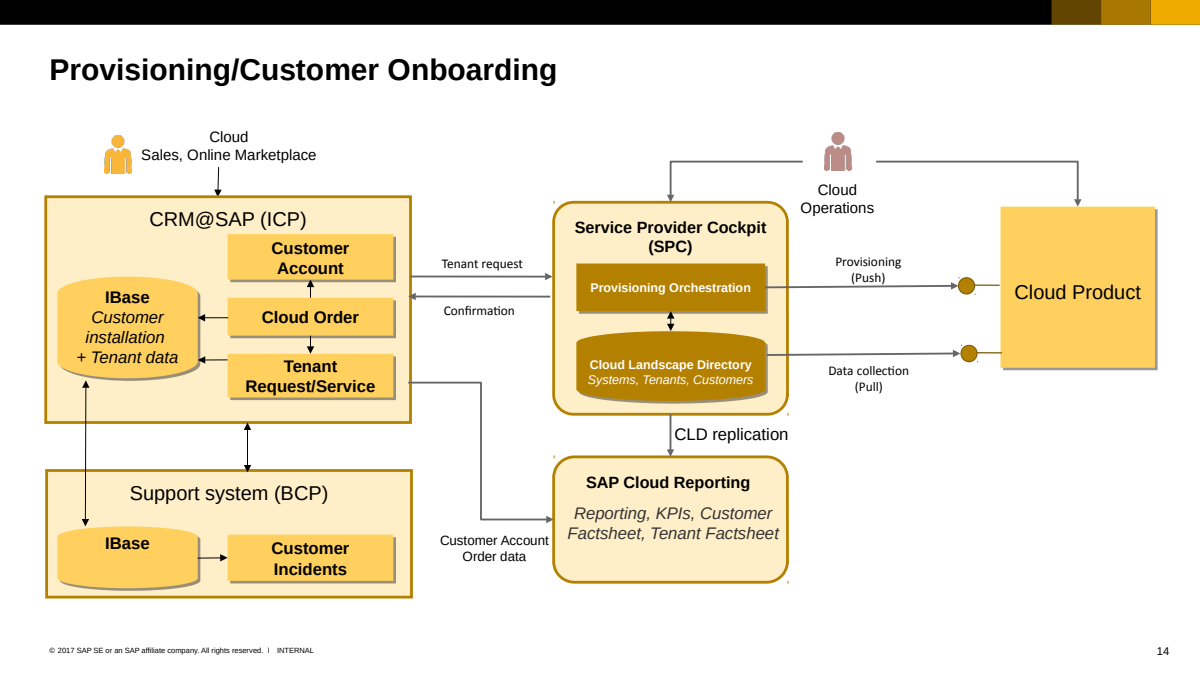 Provisioning/Customer Onboarding
Cloud
Sales, Online Marketplace
CRM@SAP (ICP)
Customer
Account
IBase
Customer
installation
+ Tenant data
Cloud Order
Tenant
Request/Service
Tenant request
Confirmation
Support system (BCP)
IBase
Customer
Incidents
Customer Account
Order data
Service Provider Cockpit
(SPC)
Provisioning Orchestration
Cloud Landscape Directory
Systems, Tenants, Customers
CLD replication
SAP Cloud Reporting
Reporting, KPIs, Customer
Factsheet, Tenant Factsheet
Cloud
Operations
Provisioning
(Push)
Data collection
(Pull)
Cloud Product
© 2017 SAP SE or an SAP affiliate company. All rights reserved. | INTERNAL
14